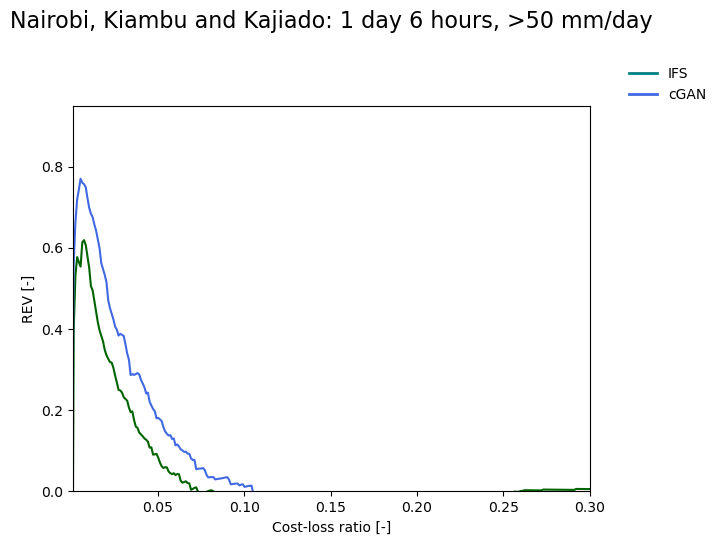 Nairobi, Kiambu and Kajiado: 1 day 6 hours, >50 mm/day
IFS
cGAN
0.8
0.6
0.4
0.2
0.0
REV [-]
0.05 0.10 0.15 0.20 0.25 0.30
Cost-loss ratio [-]